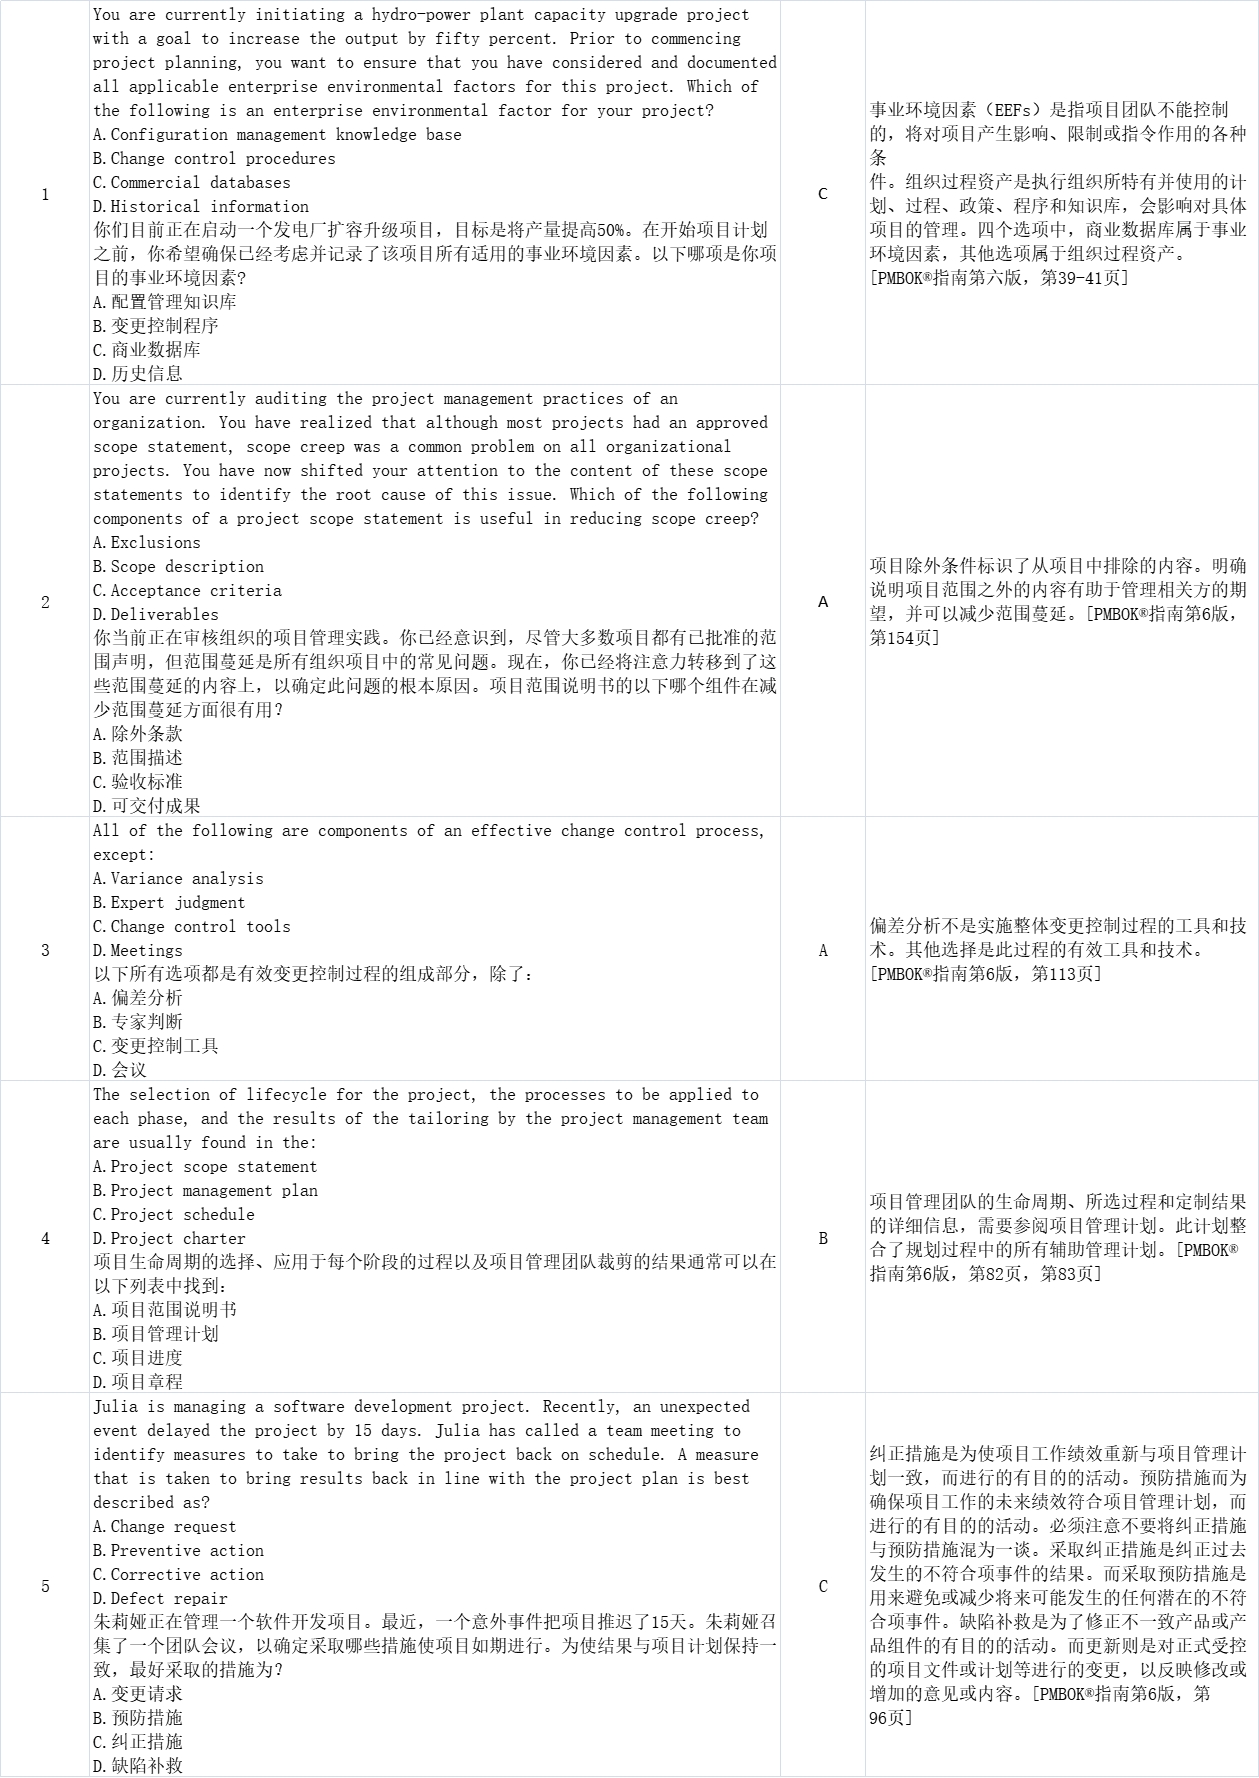 1
You are currently initiating a hydro-power plant capacity upgrade project
with a goal to increase the output by fifty percent. Prior to commencing
project planning, you want to ensure that you have considered and documented
all applicable enterprise environmental factors for this project. Which of
the following is an enterprise environmental factor for your project?
A.Configuration management knowledge base
B.Change control procedures
C.Commercial databases
D.Historical information
你们目前正在启动一个发电厂扩容升级项目，目标是将产量提高50%。在开始项目计划
之前，你希望确保已经考虑并记录了该项目所有适用的事业环境因素。以下哪项是你项
目的事业环境因素?
A.配置管理知识库
B.变更控制程序
C.商业数据库
D.历史信息
C
事业环境因素（EEFs）是指项目团队不能控制
的，将对项目产生影响、限制或指令作用的各种
条
件。组织过程资产是执行组织所特有并使用的计
划、过程、政策、程序和知识库，会影响对具体
项目的管理。四个选项中，商业数据库属于事业
环境因素，其他选项属于组织过程资产。
[PMBOK®指南第六版，第39-41页]
2
You are currently auditing the project management practices of an
organization. You have realized that although most projects had an approved
scope statement, scope creep was a common problem on all organizational
projects. You have now shifted your attention to the content of these scope
statements to identify the root cause of this issue. Which of the following
components of a project scope statement is useful in reducing scope creep?
A.Exclusions
B.Scope description
C.Acceptance criteria
D.Deliverables
你当前正在审核组织的项目管理实践。你已经意识到，尽管大多数项目都有已批准的范
围声明，但范围蔓延是所有组织项目中的常见问题。现在，你已经将注意力转移到了这
些范围蔓延的内容上，以确定此问题的根本原因。项目范围说明书的以下哪个组件在减
少范围蔓延方面很有用？
A.除外条款
B.范围描述
C.验收标准
D.可交付成果
A
项目除外条件标识了从项目中排除的内容。明确
说明项目范围之外的内容有助于管理相关方的期
望，并可以减少范围蔓延。[PMBOK®指南第6版，
第154页]
3
All of the following are components of an effective change control process,
except:
A.Variance analysis
B.Expert judgment
C.Change control tools
D.Meetings
以下所有选项都是有效变更控制过程的组成部分，除了：
A.偏差分析
B.专家判断
C.变更控制工具
D.会议
A
偏差分析不是实施整体变更控制过程的工具和技
术。其他选择是此过程的有效工具和技术。
[PMBOK®指南第6版，第113页]
4
The selection of lifecycle for the project, the processes to be applied to
each phase, and the results of the tailoring by the project management team
are usually found in the:
A.Project scope statement
B.Project management plan
C.Project schedule
D.Project charter
项目生命周期的选择、应用于每个阶段的过程以及项目管理团队裁剪的结果通常可以在
以下列表中找到：
A.项目范围说明书
B.项目管理计划
C.项目进度
D.项目章程
B
项目管理团队的生命周期、所选过程和定制结果
的详细信息，需要参阅项目管理计划。此计划整
合了规划过程中的所有辅助管理计划。[PMBOK®
指南第6版，第82页，第83页]
5
Julia is managing a software development project. Recently, an unexpected
event delayed the project by 15 days. Julia has called a team meeting to
identify measures to take to bring the project back on schedule. A measure
that is taken to bring results back in line with the project plan is best
described as?
A.Change request
B.Preventive action
C.Corrective action
D.Defect repair
朱莉娅正在管理一个软件开发项目。最近，一个意外事件把项目推迟了15天。朱莉娅召
集了一个团队会议，以确定采取哪些措施使项目如期进行。为使结果与项目计划保持一
致，最好采取的措施为？
A.变更请求
B.预防措施
C.纠正措施
D.缺陷补救
C
纠正措施是为使项目工作绩效重新与项目管理计
划一致，而进行的有目的的活动。预防措施而为
确保项目工作的未来绩效符合项目管理计划，而
进行的有目的的活动。必须注意不要将纠正措施
与预防措施混为一谈。采取纠正措施是纠正过去
发生的不符合项事件的结果。而采取预防措施是
用来避免或减少将来可能发生的任何潜在的不符
合项事件。缺陷补救是为了修正不一致产品或产
品组件的有目的的活动。而更新则是对正式受控
的项目文件或计划等进行的变更，以反映修改或
增加的意见或内容。[PMBOK®指南第6版，第
96页]